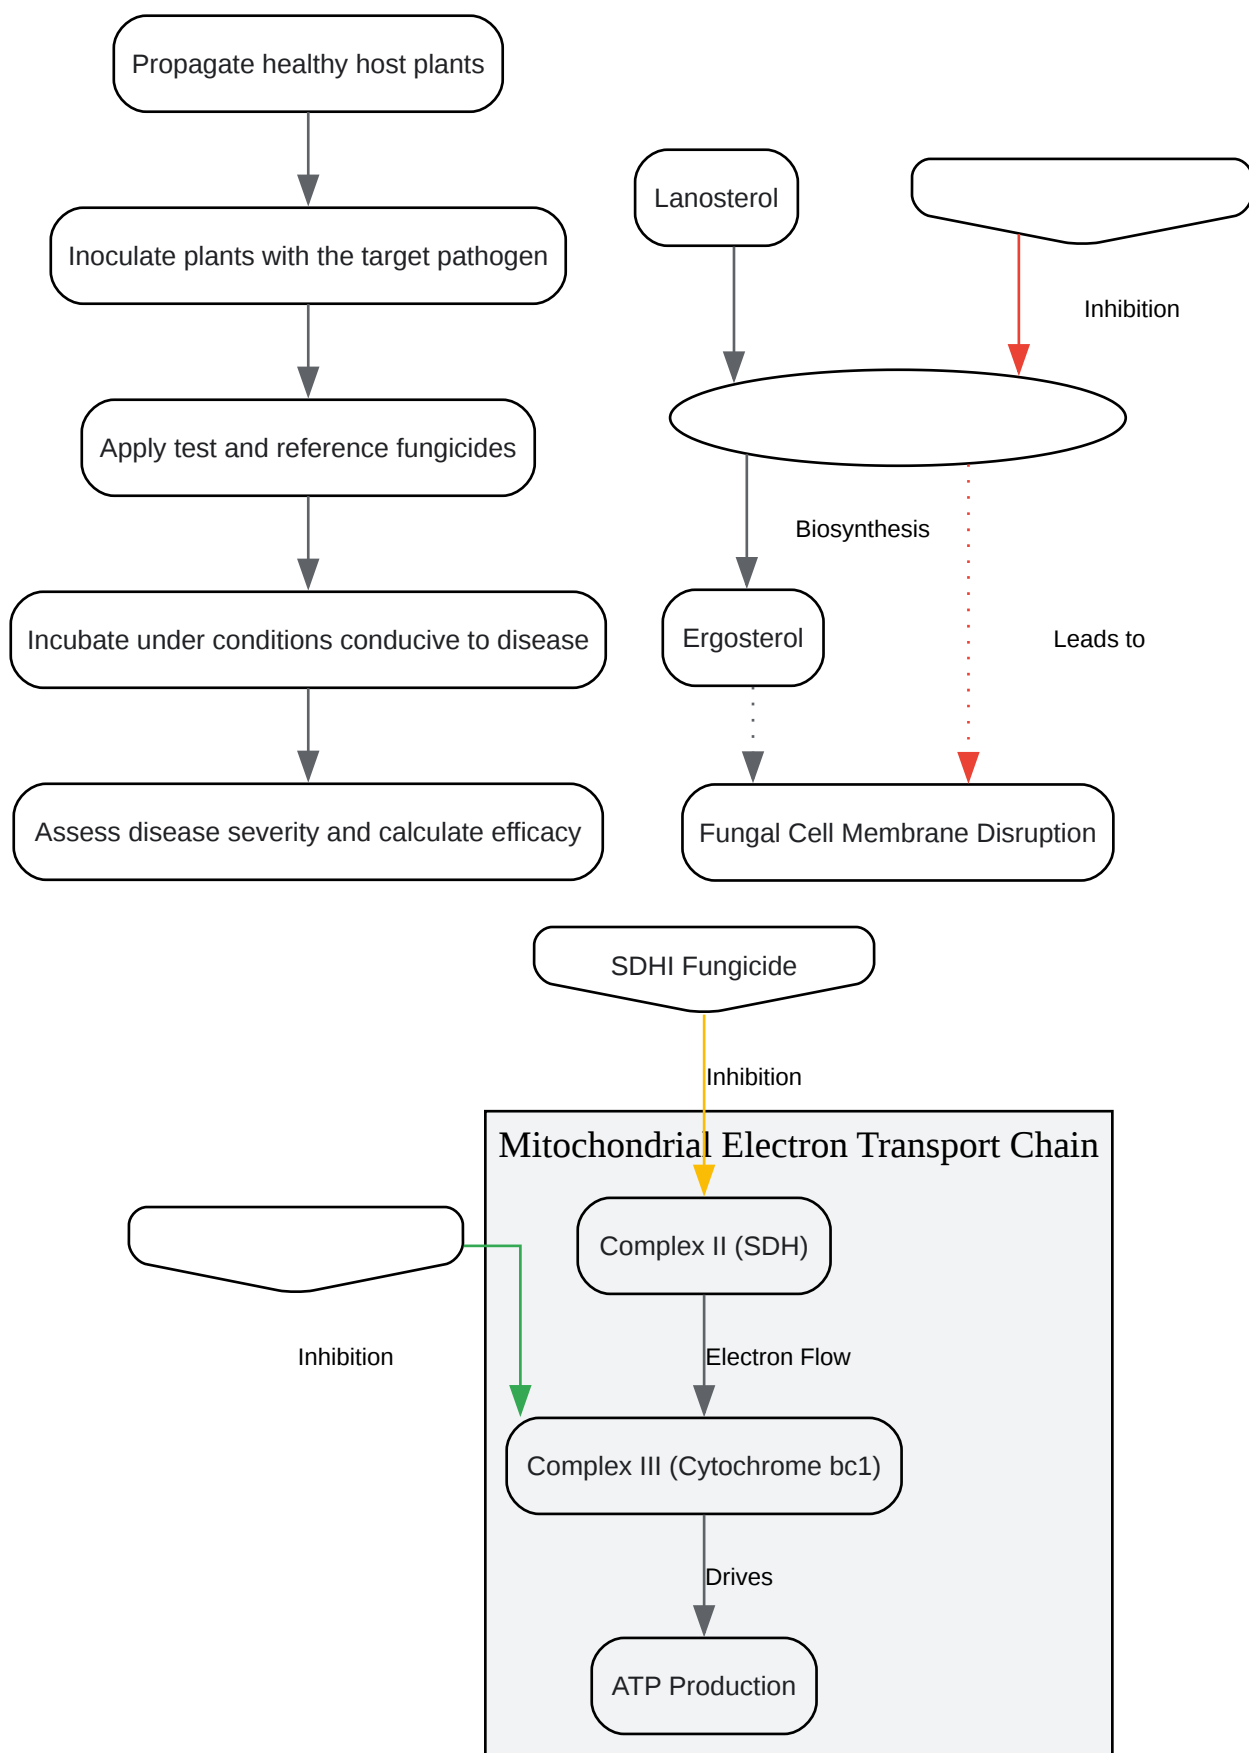 Propagate healthy host plants
Inoculate plants with the target pathogen
Apply test and reference fungicides
Incubate under conditions conducive to disease
Assess disease severity and calculate efficacy
Lanosterol
Inhibition
Biosynthesis
Ergosterol
Leads to
Fungal Cell Membrane Disruption
SDHI Fungicide
Inhibition
Mitochondrial Electron Transport Chain
Complex II (SDH)
Inhibition
Electron Flow
Complex III (Cytochrome bc1)
Drives
ATP Production